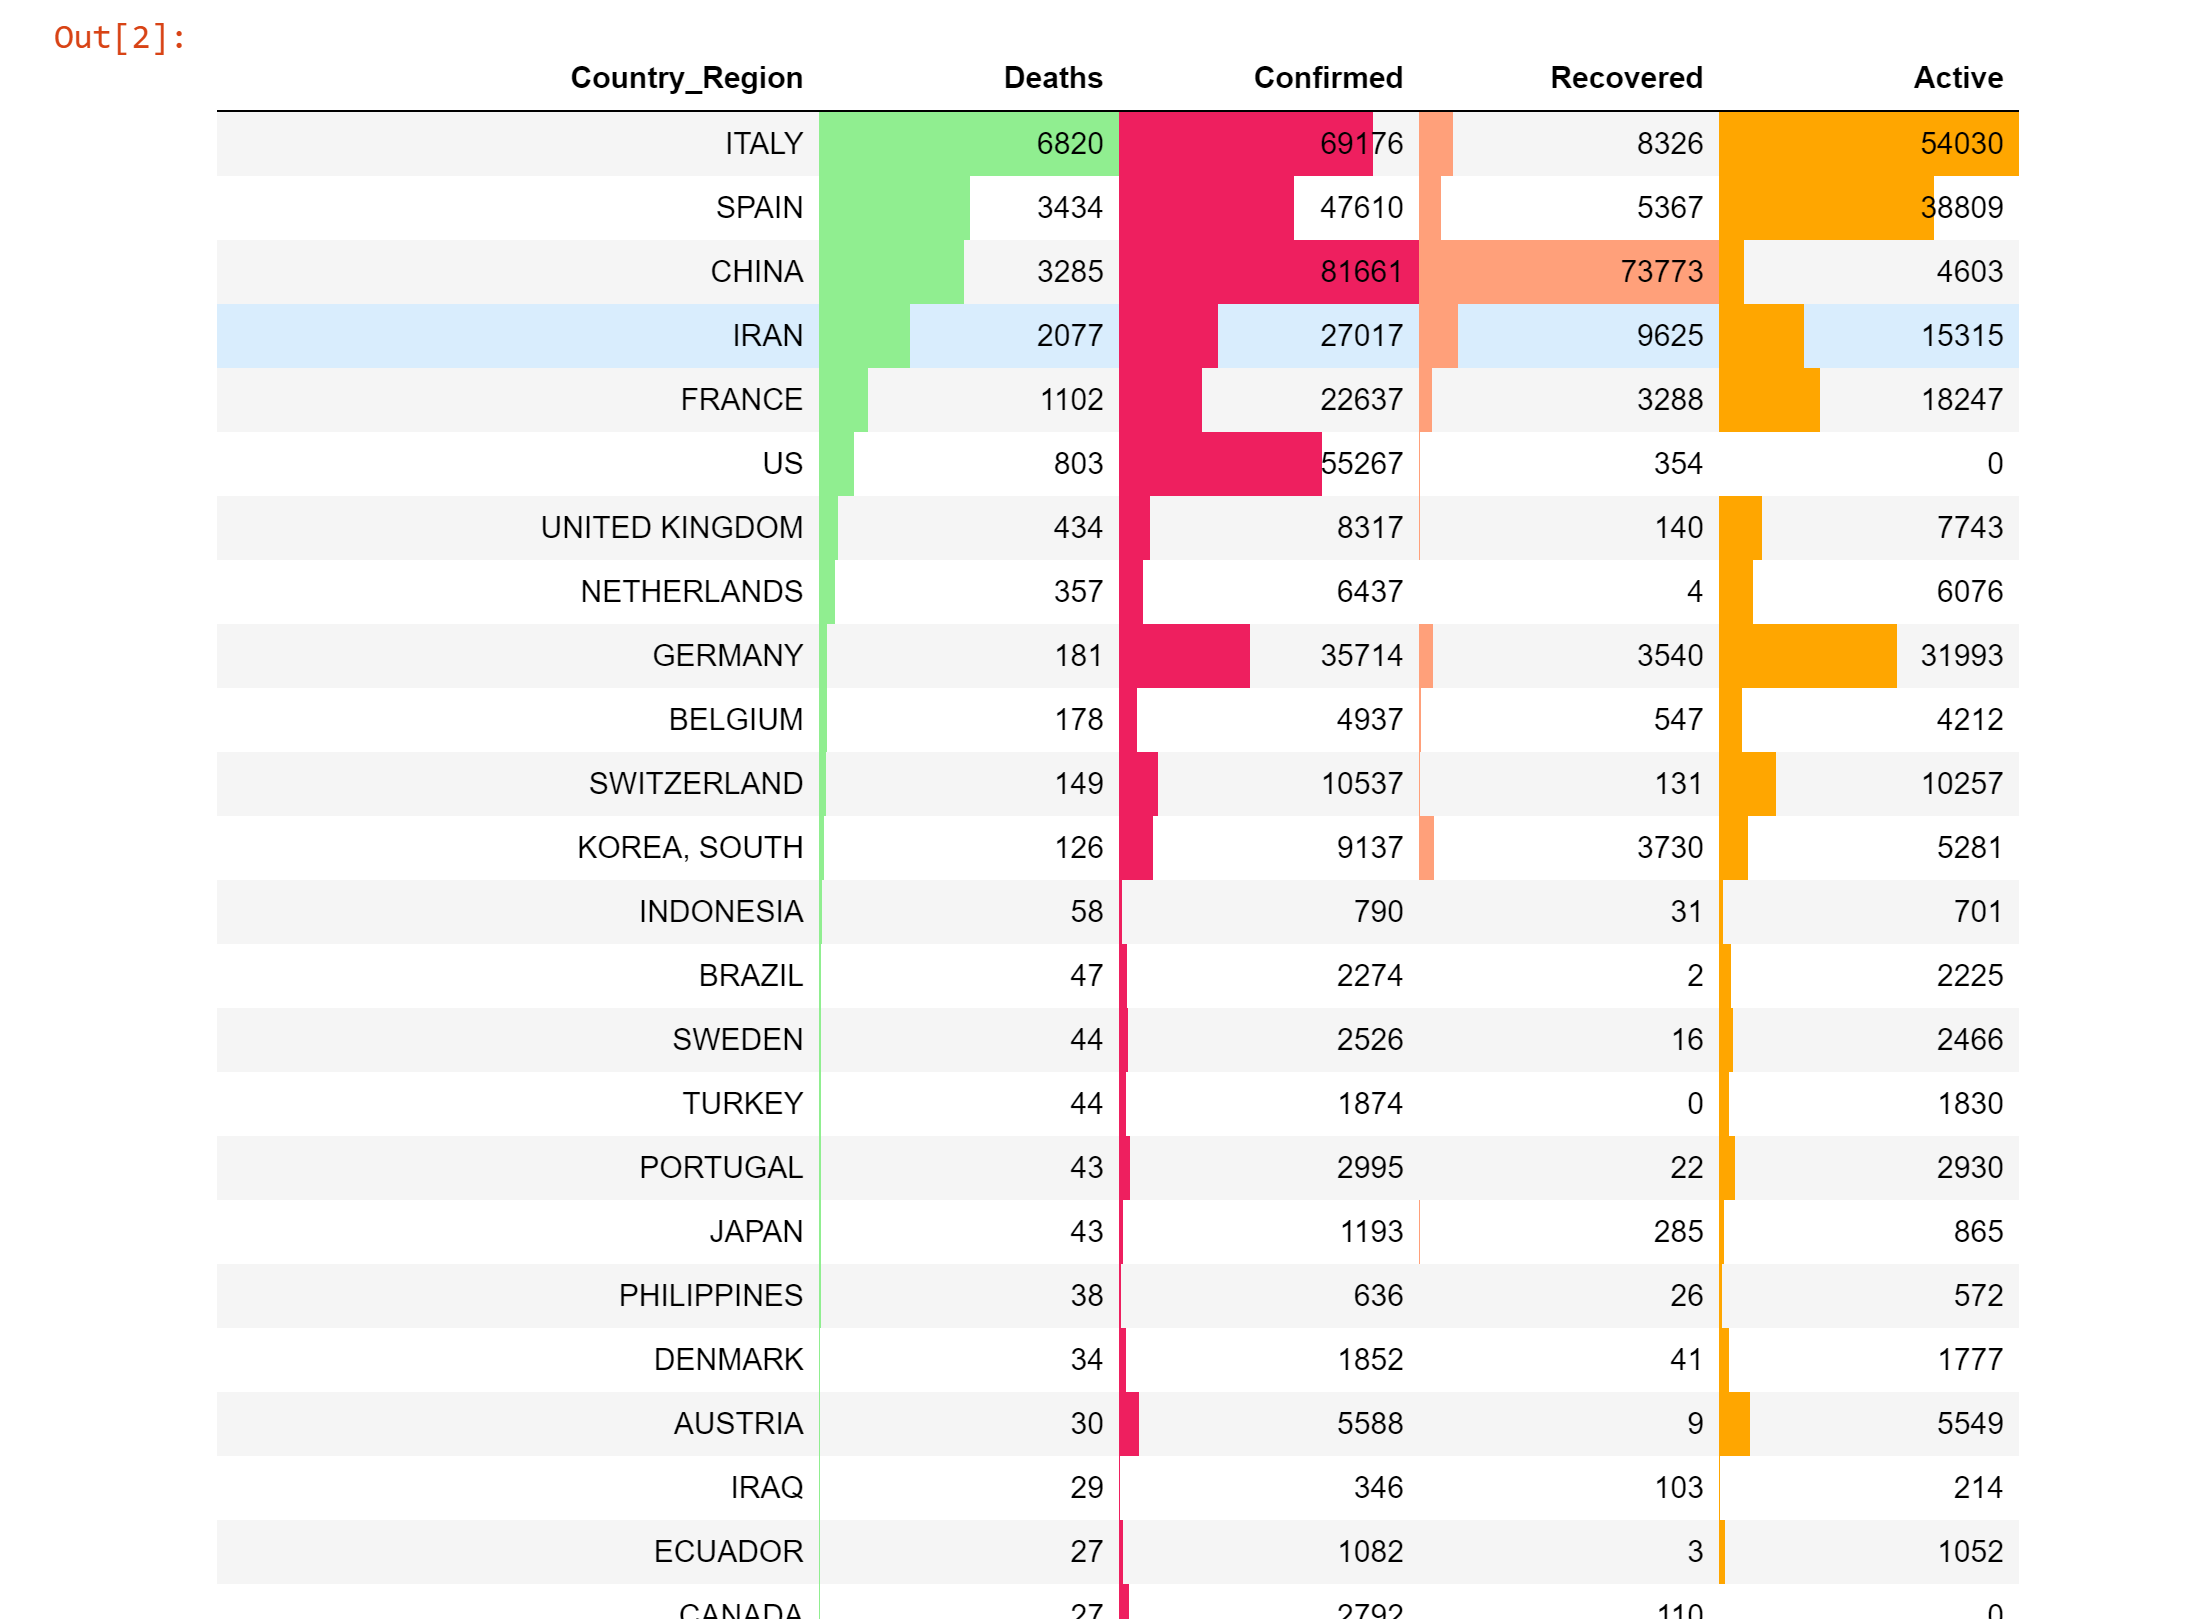 Out[2]:
Country_Region Deaths Confirmed Recovered Active
ITALY 6820 69176 8326 54030
SPAIN 3434 47610 5367 38809
CHINA 3285 81661 73773 4603
IRAN 2077 27017 9625 15315
FRANCE 1102 22637 3288 18247
US 803 55267 354 0
UNITED KINGDOM 434 8317 140 7743
NETHERLANDS 357 6437 4 6076
GERMANY 181 35714 3540 31993
BELGIUM 178 4937 547 4212
SWITZERLAND 149 10537 131 10257
KOREA, SOUTH 126 9137 3730 5281
INDONESIA 58 790 31 701
BRAZIL 47 2274 2 2225
SWEDEN 44 2526 16 2466
TURKEY 44 1874 0 1830
PORTUGAL 43 2995 22 2930
JAPAN 43 1193 285 865
PHILIPPINES 38 636 26 572
DENMARK 34 1852 41 1777
AUSTRIA 30 5588 9 5549
IRAQ 29 346 103 214
ECUADOR 27 1082 3 1052
CANADA 27 2792 110 0